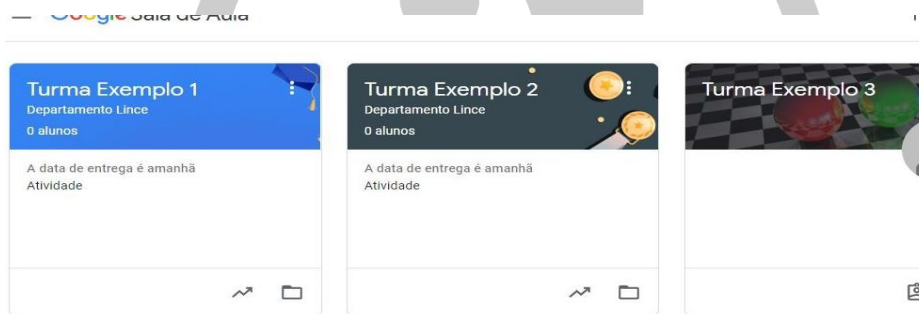 Google Sala de Aula
Turma Exemplo 1
Departamento Lince
0 alunos
A data de entrega é amanhã
Atividade
Turma Exemplo 2
Departamento Lince
0 alunos
A data de entrega é amanhã
Atividade
Turma Exemplo 3